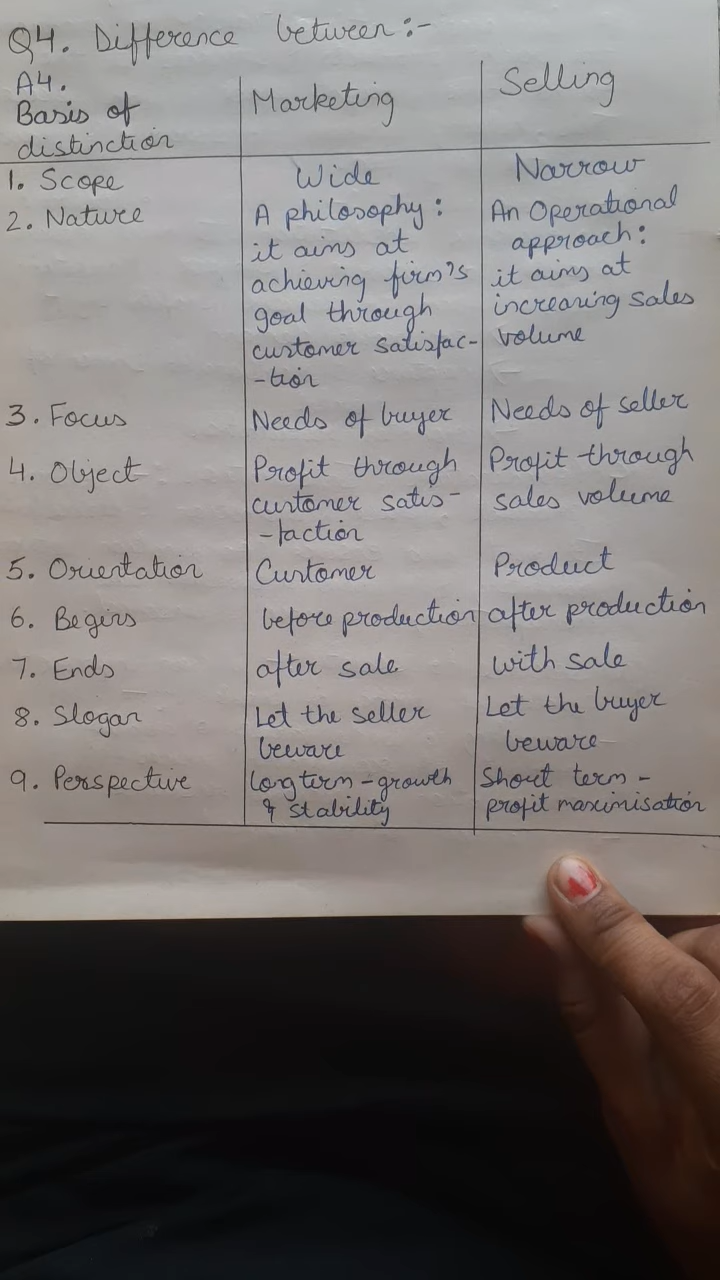 Q4. Difference between:-
A4.
Basis of distinction | Marketing | Selling
1. Scope | Wide | Narrow
2. Nature | A philosophy: | An Operational
it aims at | approach:
achieving firm's | it aims at
goal through | increasing sales
customer satisfac- | volume
-tion
3. Focus | Needs of buyer | Needs of seller
4. Object | Profit through | Profit through
customer satis- | sales volume
-faction
5. Orientation | Customer | Product
6. Begins | before production | after production
7. Ends | after sale | with sale
8. Slogan | Let the seller | Let the buyer
beware | beware
9. Perspective | long term - growth | Short term -
& stability | profit maximisation